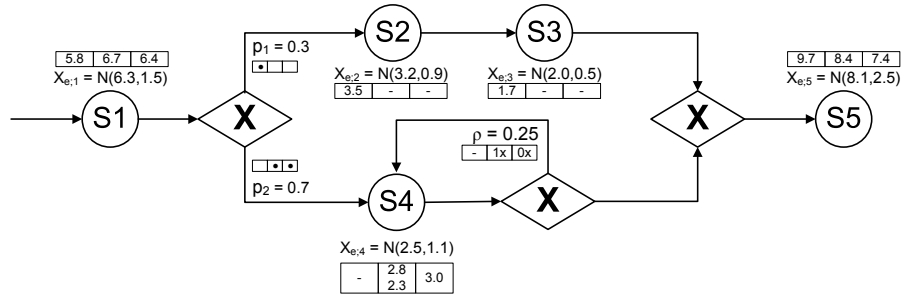 5.8 6.7 6.4
X_{e;1} = N(6.3,1.5)
S1
X
p₁ = 0.3
S2
X_{e;2} = N(3.2,0.9)
3.5 - -
S3
X_{e;3} = N(2.0,0.5)
1.7 - -
p₂ = 0.7
S4
X_{e;4} = N(2.5,1.1)
- 2.8 3.0
2.3
ρ = 0.25
- 1x 0x
X
X
9.7 8.4 7.4
X_{e;5} = N(8.1,2.5)
S5